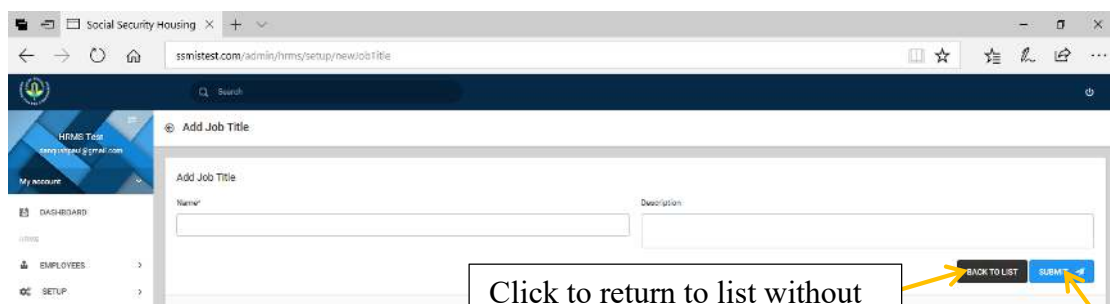 Social Security Housing
ssmistest.com/admin/hrms/setup/newJobTitle
Search
HRMS Test
Add Job Title
My account
Add Job Title
Name*
Description
DASHBOARD
HRMS
EMPLOYEES
BACK TO LIST
SUBMIT
SETUP
Click to return to list without